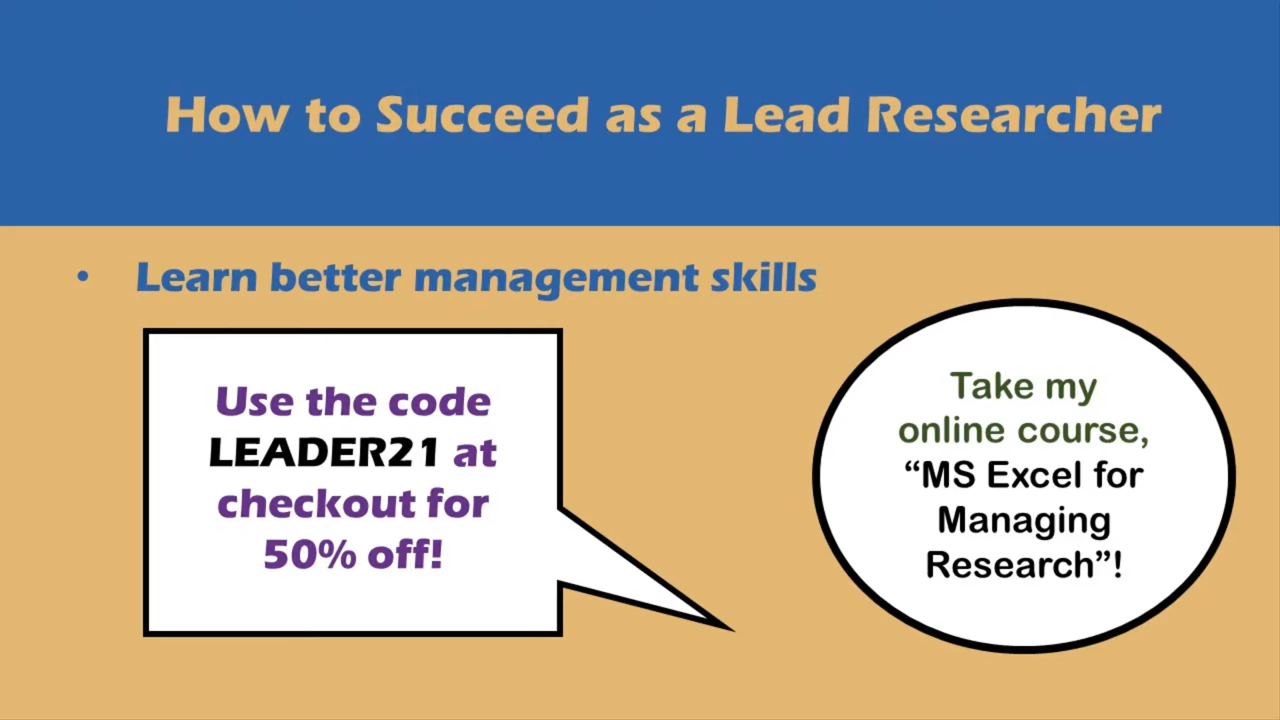 How to Succeed as a Lead Researcher
• Learn better management skills
Use the code
LEADER21 at
checkout for
50% off!
Take my
online course,
“MS Excel for
Managing
Research”!